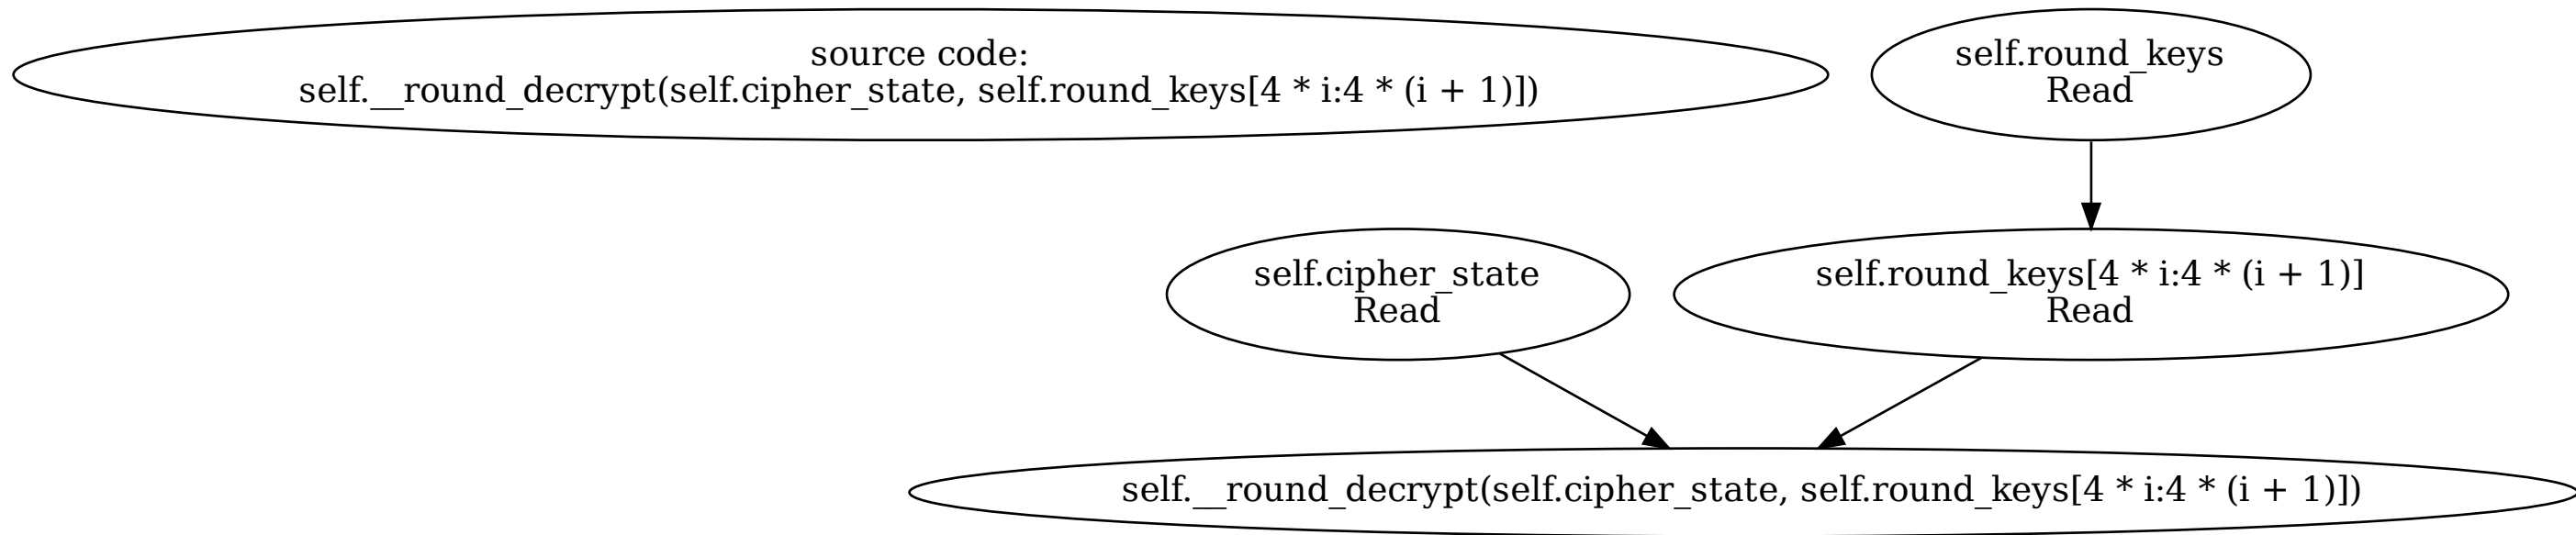 source code:
self.__round_decrypt(self.cipher_state, self.round_keys[4 * i:4 * (i + 1)])
self.round_keys
Read
self.cipher_state
Read
self.round_keys[4 * i:4 * (i + 1)]
Read
self.__round_decrypt(self.cipher_state, self.round_keys[4 * i:4 * (i + 1)])